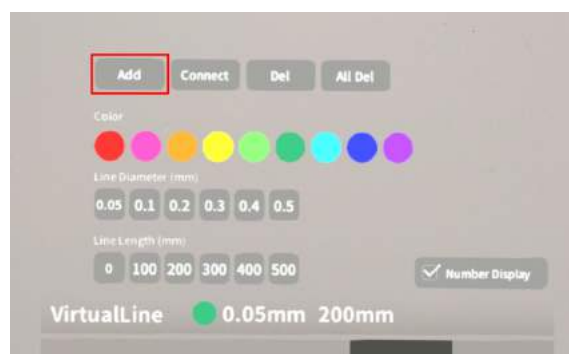 Add Connect Del All Del
Color
Line Diameter (mm)
0.05 0.1 0.2 0.3 0.4 0.5
Line Length (mm)
0 100 200 300 400 500
Number Display
VirtualLine 0.05mm 200mm